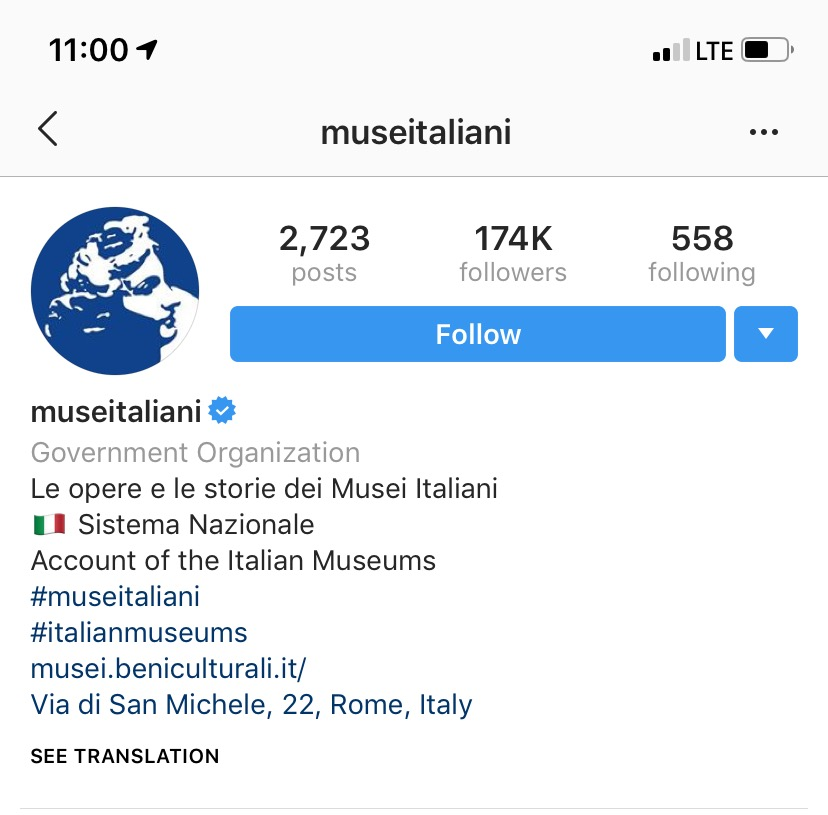 11:00 LTE
museitaliani
2,723 174K 558
posts followers following
Follow
museitaliani
Government Organization
Le opere e le storie dei Musei Italiani
🇮🇹 Sistema Nazionale
Account of the Italian Museums
#museitaliani
#italianmuseums
musei.beniculturali.it/
Via di San Michele, 22, Rome, Italy
SEE TRANSLATION